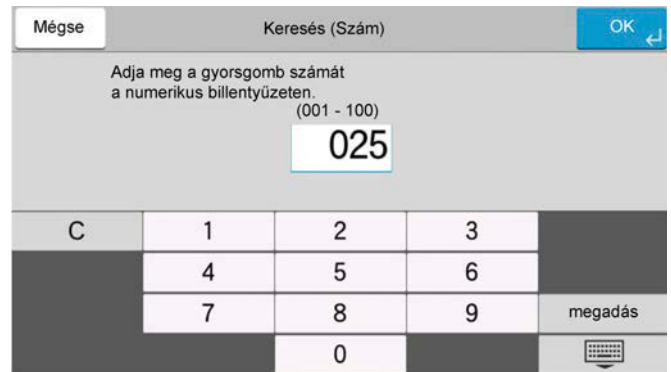 Mégse
Keresés (Szám)
OK
Adja meg a gyorsgomb számát
a numerikus billentyűzeten.
(001 - 100)
025
C 1 2 3
4 5 6
7 8 9 megadás
0